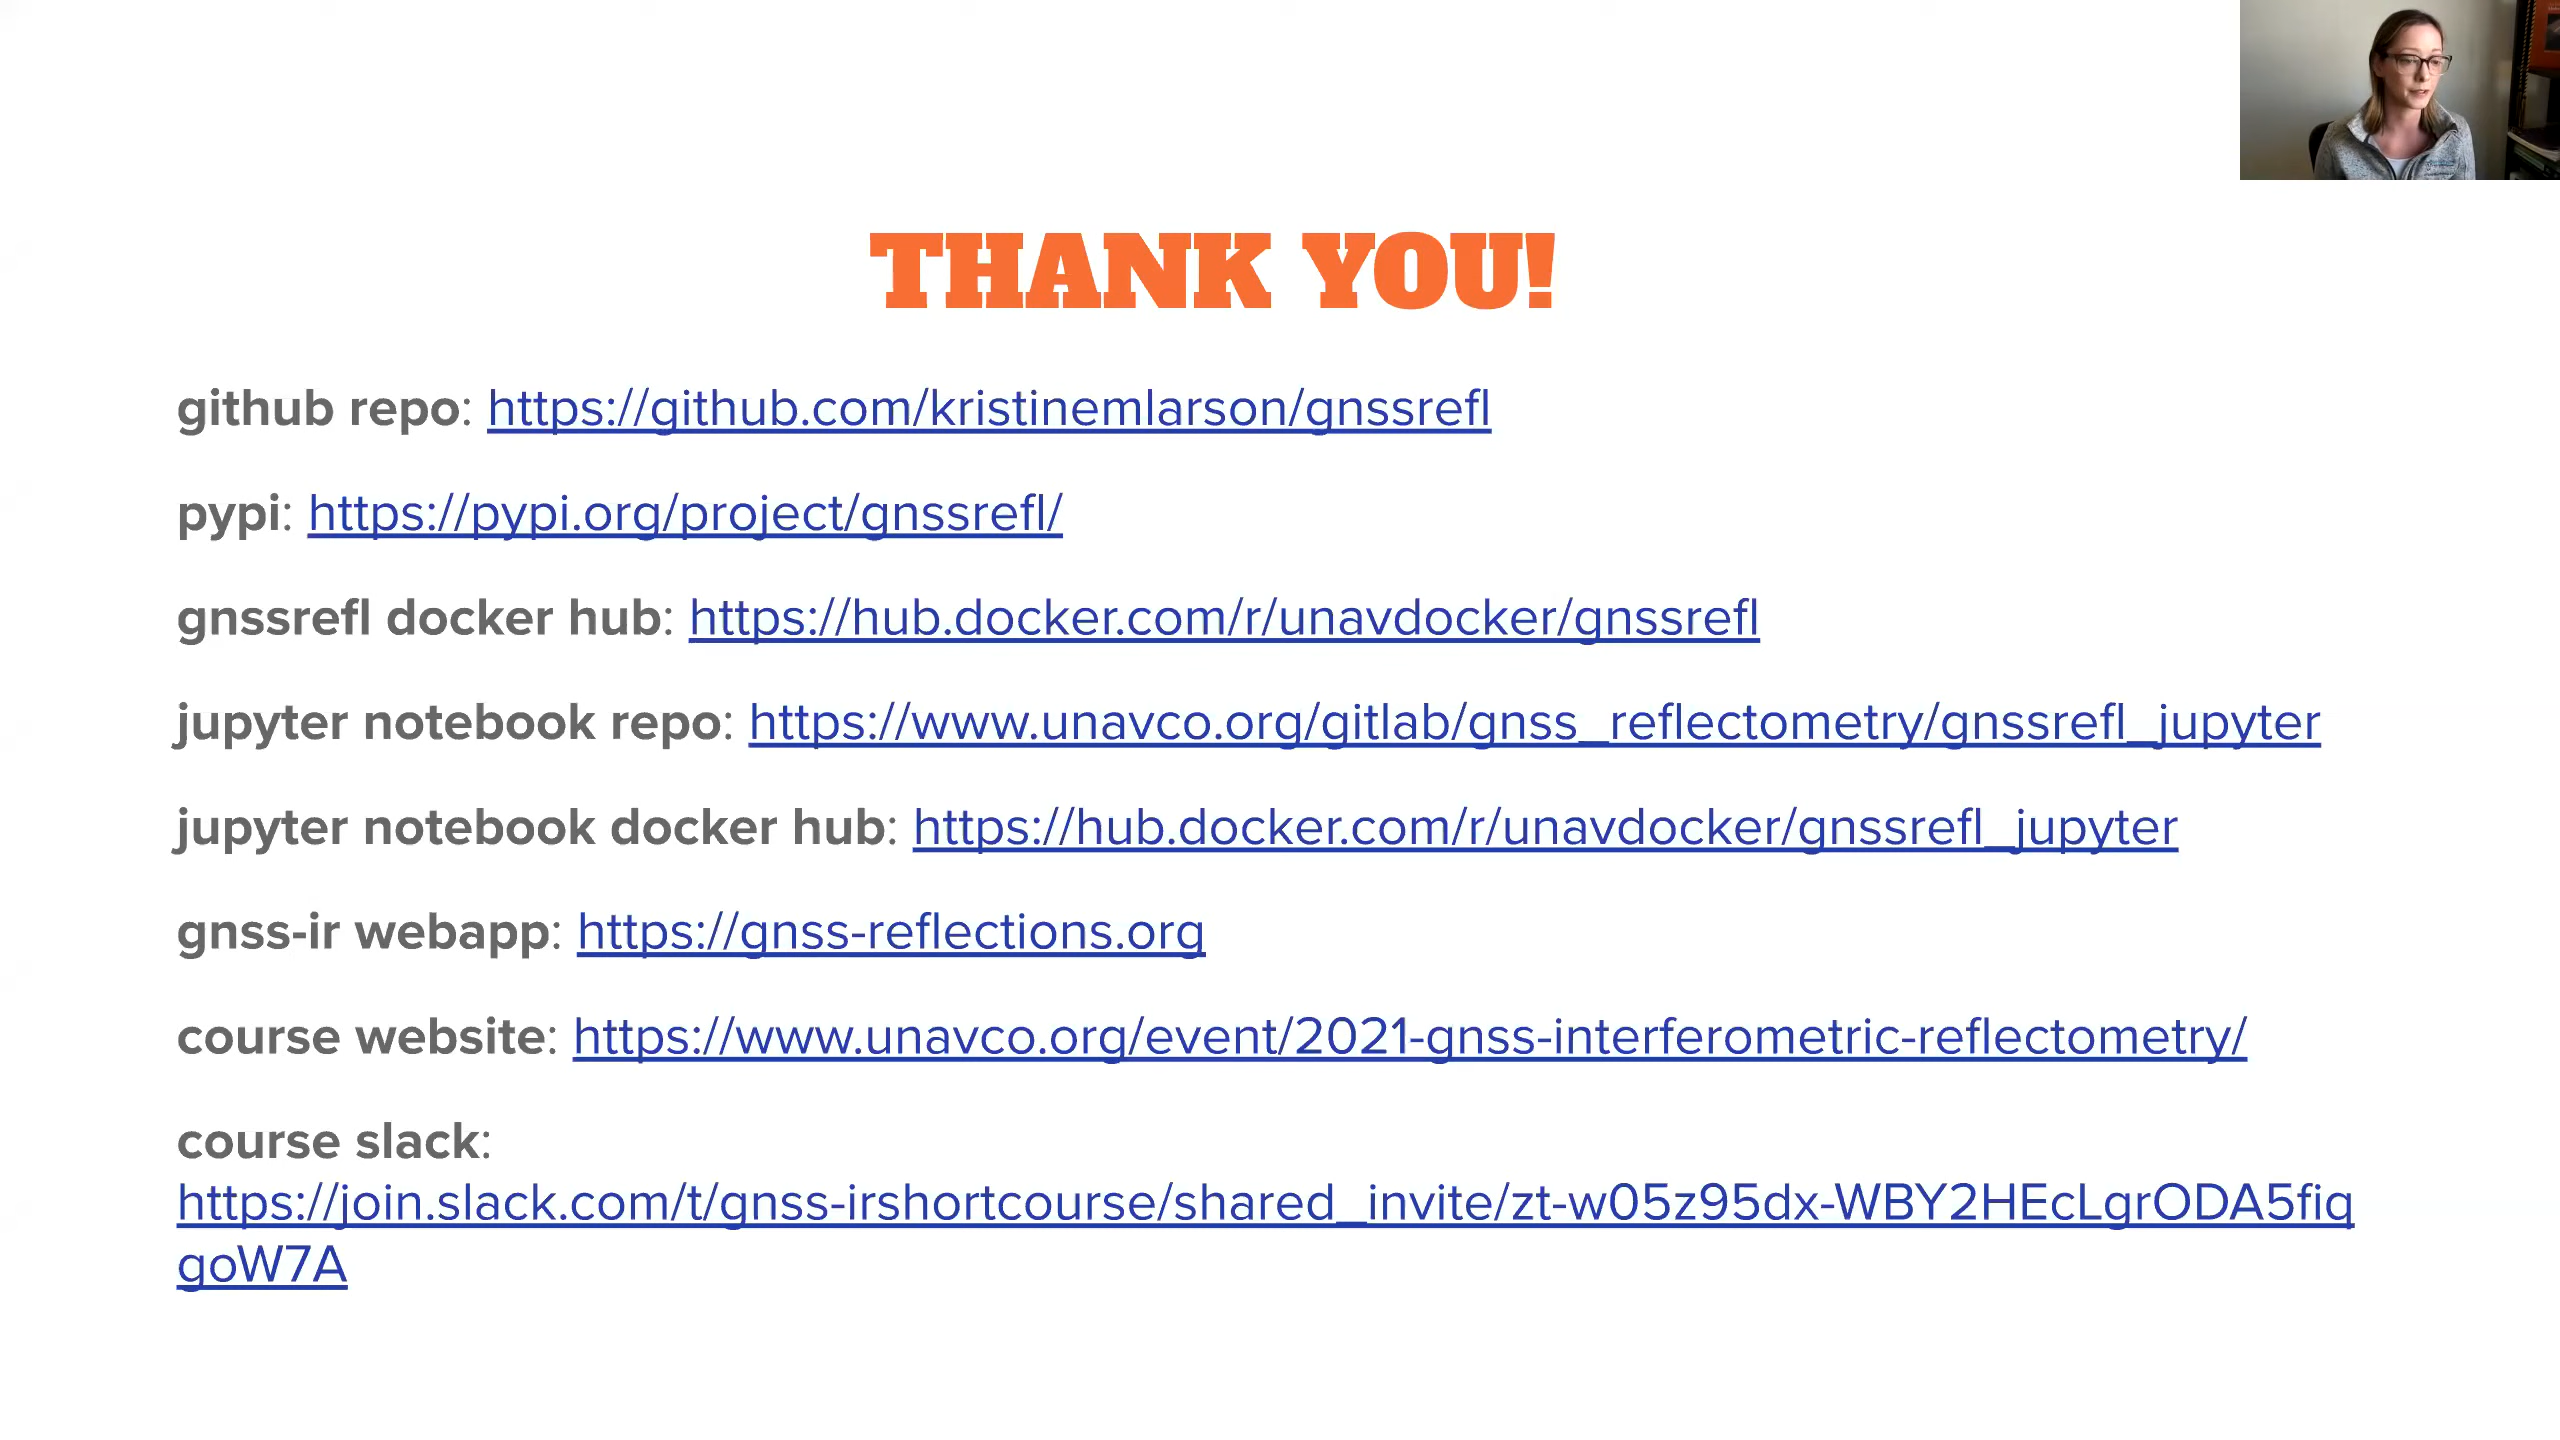 THANK YOU!
github repo: https://github.com/kristinemlarson/gnssrefl
pypi: https://pypi.org/project/gnssrefl/
gnssrefl docker hub: https://hub.docker.com/r/unavdocker/gnssrefl
jupyter notebook repo: https://www.unavco.org/gitlab/gnss_reflectometry/gnssrefl_jupyter
jupyter notebook docker hub: https://hub.docker.com/r/unavdocker/gnssrefl_jupyter
gnss-ir webapp: https://gnss-reflections.org
course website: https://www.unavco.org/event/2021-gnss-interferometric-reflectometry/
course slack:
https://join.slack.com/t/gnss-irshortcourse/shared_invite/zt-w05z95dx-WBY2HEcLgrODA5fiq
goW7A